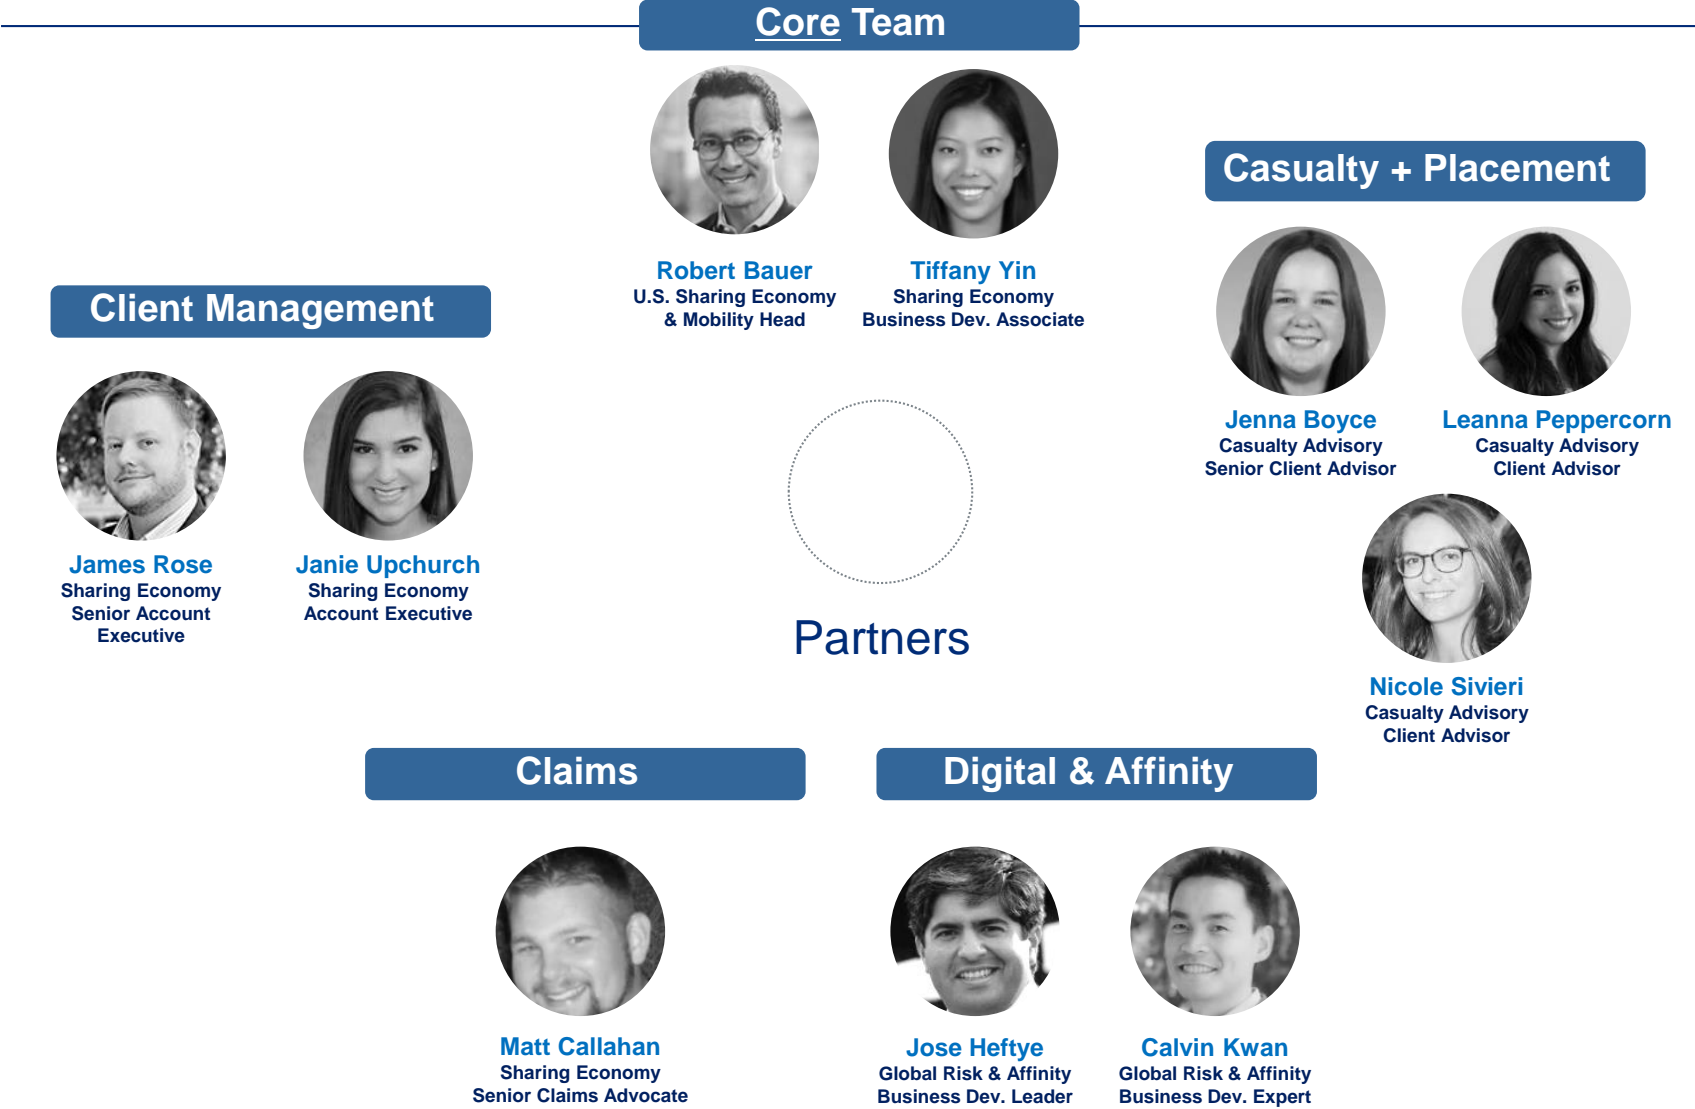 Core Team
Robert Bauer
U.S. Sharing Economy
& Mobility Head
Tiffany Yin
Sharing Economy
Business Dev. Associate
Casualty + Placement
Jenna Boyce
Casualty Advisory
Senior Client Advisor
Leanna Peppercorn
Casualty Advisory
Client Advisor
Nicole Sivieri
Casualty Advisory
Client Advisor
Client Management
James Rose
Sharing Economy
Senior Account
Executive
Janie Upchurch
Sharing Economy
Account Executive
Partners
Claims
Matt Callahan
Sharing Economy
Senior Claims Advocate
Digital & Affinity
Jose Heftye
Global Risk & Affinity
Business Dev. Leader
Calvin Kwan
Global Risk & Affinity
Business Dev. Expert